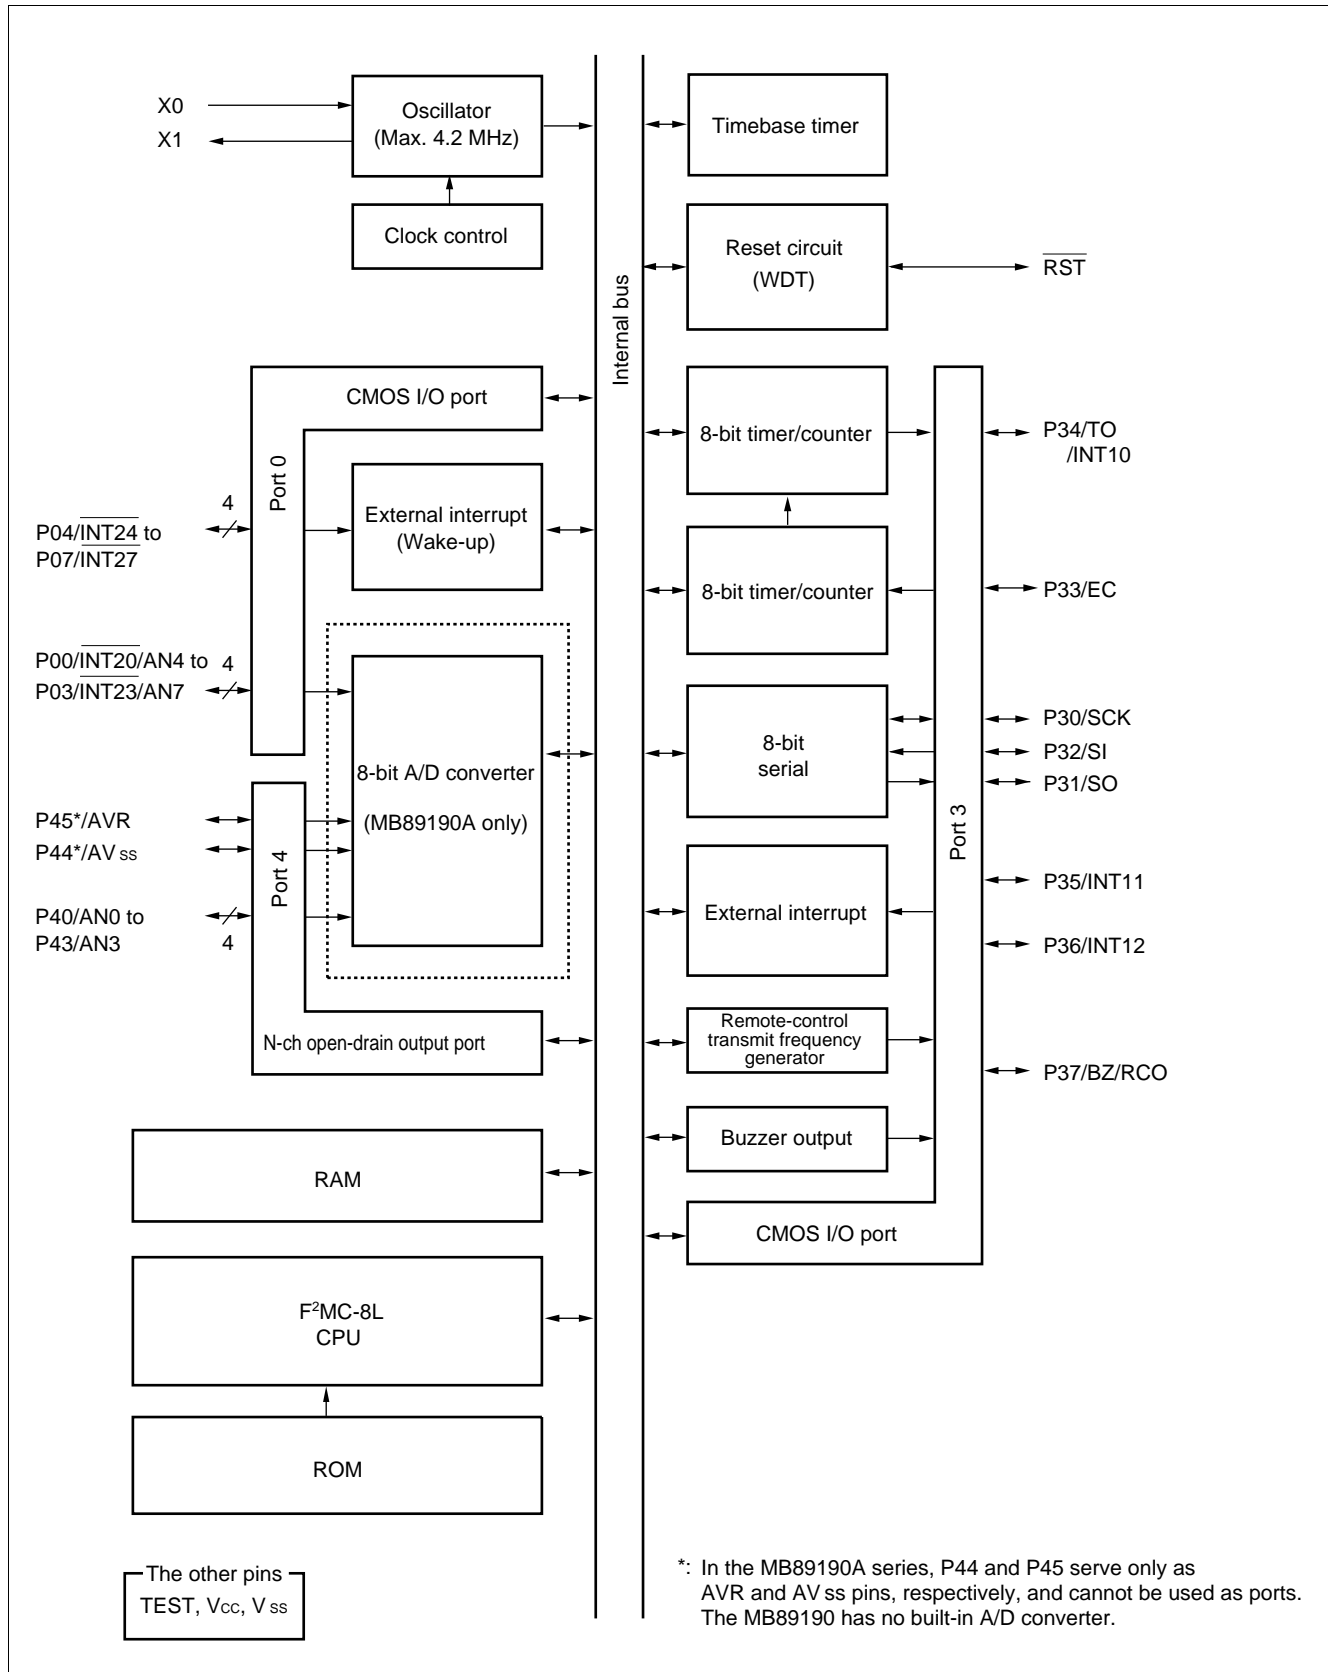 X0
X1
Oscillator
(Max. 4.2 MHz)
Clock control
Internal bus
Timebase timer
Reset circuit
(WDT)
RST
CMOS I/O port
Port 0
4
P04/INT24 to
P07/INT27
External interrupt
(Wake-up)
P00/INT20/AN4 to
4
P03/INT23/AN7
8-bit A/D converter
(MB89190A only)
P45*/AVR
P44*/AVss
Port 4
P40/AN0 to
P43/AN3
4
N-ch open-drain output port
RAM
F²MC-8L
CPU
ROM
The other pins
TEST, Vcc, Vss
8-bit timer/counter
P34/TO
/INT10
8-bit timer/counter
P33/EC
8-bit
serial
P30/SCK
P32/SI
P31/SO
Port 3
External interrupt
P35/INT11
P36/INT12
Remote-control
transmit frequency
generator
P37/BZ/RCO
Buzzer output
CMOS I/O port
*: In the MB89190A series, P44 and P45 serve only as
AVR and AVss pins, respectively, and cannot be used as ports.
The MB89190 has no built-in A/D converter.